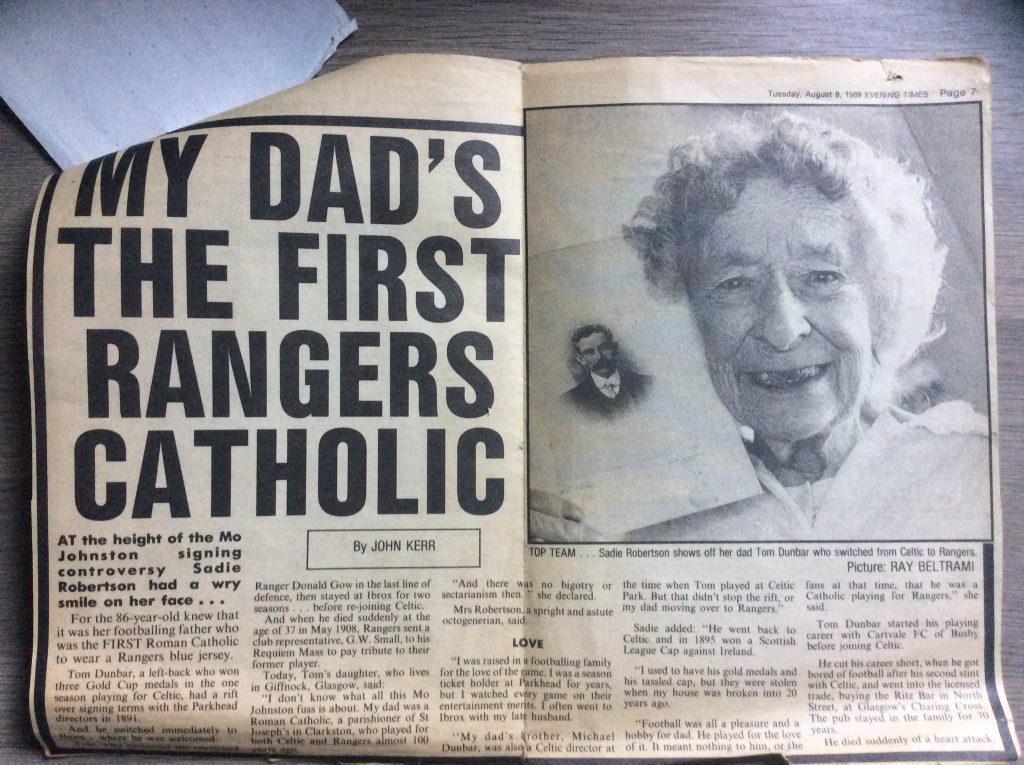 Tuesday, August 8, 1989 EVENING TIMES Page 7
MY DAD'S
THE FIRST
RANGERS
CATHOLIC
TOP TEAM . . . Sadie Robertson shows off her dad Tom Dunbar who switched from Celtic to Rangers.
Picture: RAY BELTRAMI
By JOHN KERR
AT the height of the Mo
Johnston signing
controversy Sadie
Robertson had a wry
smile on her face . . .
For the 86-year-old knew that
it was her footballing father who
was the FIRST Roman Catholic
to wear a Rangers blue jersey.
Tom Dunbar, a left-back who won
three Gold Cup medals in the one
season playing for Celtic, had a rift
over signing terms with the Parkhead
directors in 1891.
And he switched immediately to
Ibrox . . . where he was welcomed.
Ranger Donald Gow in the last line of
defence, then stayed at Ibrox for two
seasons . . . before re-joining Celtic.
And when he died suddenly at the
age of 37 in May 1908, Rangers sent a
club representative, G.W. Small, to his
Requiem Mass to pay tribute to their
former player.
Today, Tom's daughter, who lives
in Giffnock, Glasgow, said:
"I don't know what all this Mo
Johnston fuss is about. My dad was a
Roman Catholic, a parishioner of St
Joseph's in Clarkston, who played for
both Celtic and Rangers almost 100
years ago.
"And there was no bigotry or
sectarianism then," she declared.
Mrs Robertson, a spright and astute
octogenerian, said:
LOVE
"I was raised in a footballing family
for the love of the game. I was a season
ticket holder at Parkhead for years,
but I watched every game on their
entertainment merits. I often went to
Ibrox with my late husband.
"My dad's brother, Michael
Dunbar, was also a Celtic director at
the time when Tom played at Celtic
Park. But that didn't stop the rift, or
my dad moving over to Rangers."
Sadie added: "He went back to
Celtic and in 1895 won a Scottish
League Cap against Ireland.
"I used to have his gold medals and
his tassled cap, but they were stolen
when my house was broken into 20
years ago.
"Football was all a pleasure and a
hobby for dad. He played for the love
of it. It meant nothing to him, or the
fans at that time, that he was a
Catholic playing for Rangers," she
said.
Tom Dunbar started his playing
career with Cartvale FC of Busby
before joining Celtic.
He cut his career short, when he got
bored of football after his second stint
with Celtic, and went into the licensed
trade, buying the Ritz Bar in North
Street, at Glasgow's Charing Cross.
The pub stayed in the family for 70
years.
He died suddenly of a heart attack.